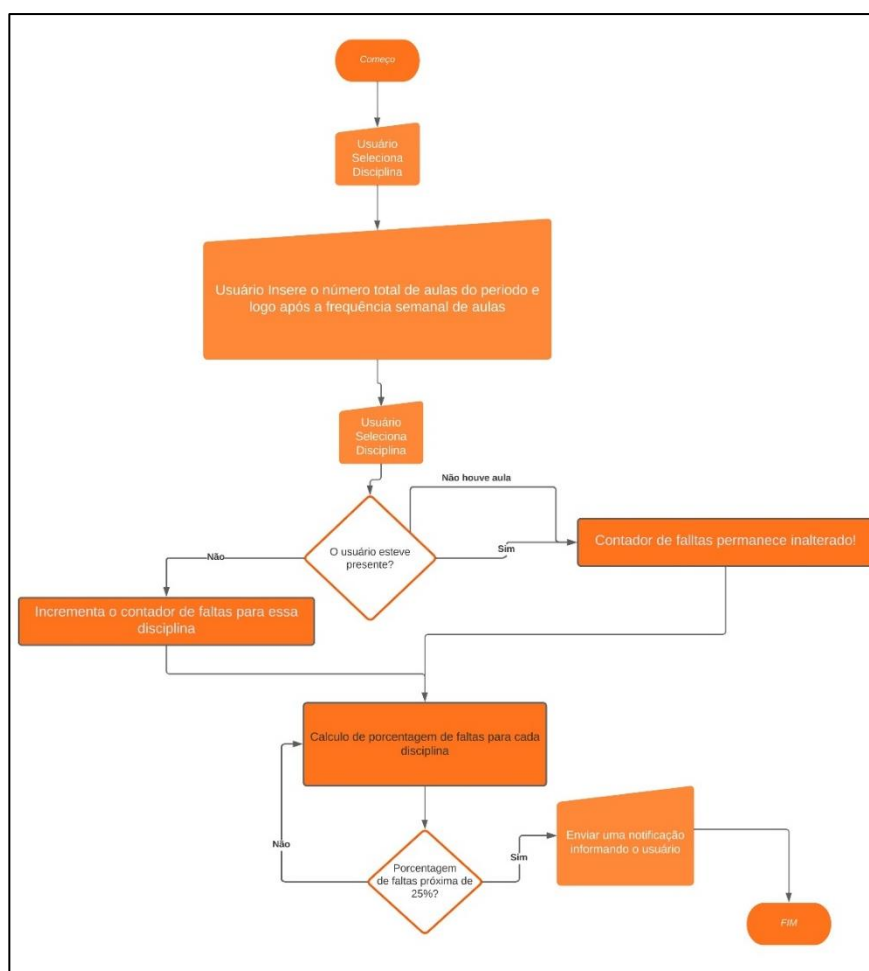 Começo
Usuário
Seleciona
Disciplina
Usuário Insere o número total de aulas do periodo e
logo após a frequência semanal de aulas
Usuário
Seleciona
Disciplina
Não houve aula
O usuário esteve
presente?
Não
Sim
Contador de falltas permanece inalterado!
Incrementa o contador de faltas para essa
disciplina
Calculo de porcentagem de faltas para cada
disciplina
Não
Porcentagem
de faltas próxima de
25%?
Sim
Enviar uma notificação
informando o usuário
FIM